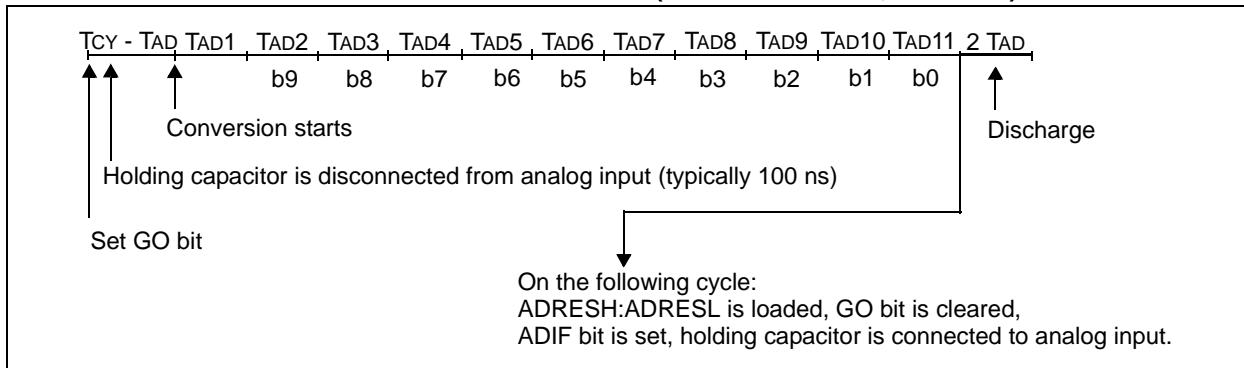 TCY - TAD TAD1 TAD2 TAD3 TAD4 TAD5 TAD6 TAD7 TAD8 TAD9 TAD10 TAD11 2 TAD
b9 b8 b7 b6 b5 b4 b3 b2 b1 b0
Conversion starts
Discharge
Holding capacitor is disconnected from analog input (typically 100 ns)
Set GO bit
On the following cycle:
ADRESH:ADRESL is loaded, GO bit is cleared,
ADIF bit is set, holding capacitor is connected to analog input.